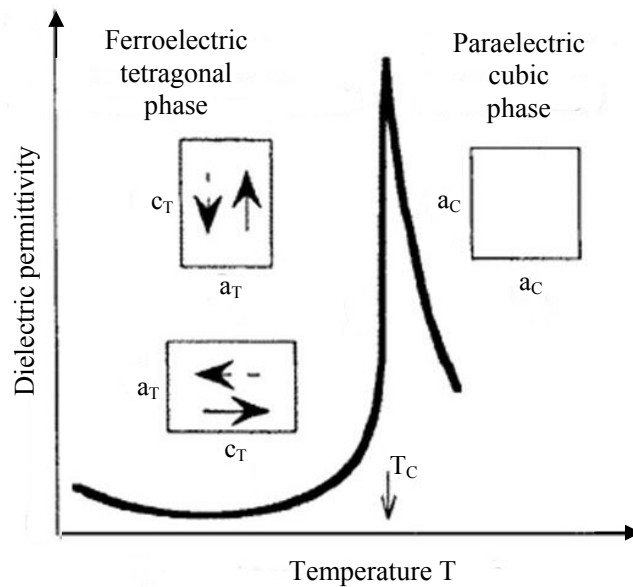 Ferroelectric
tetragonal
phase
Paraelectric
cubic
phase
Dielectric permittivity
c_T
a_T
a_C
a_C
a_T
c_T
T_C
Temperature T